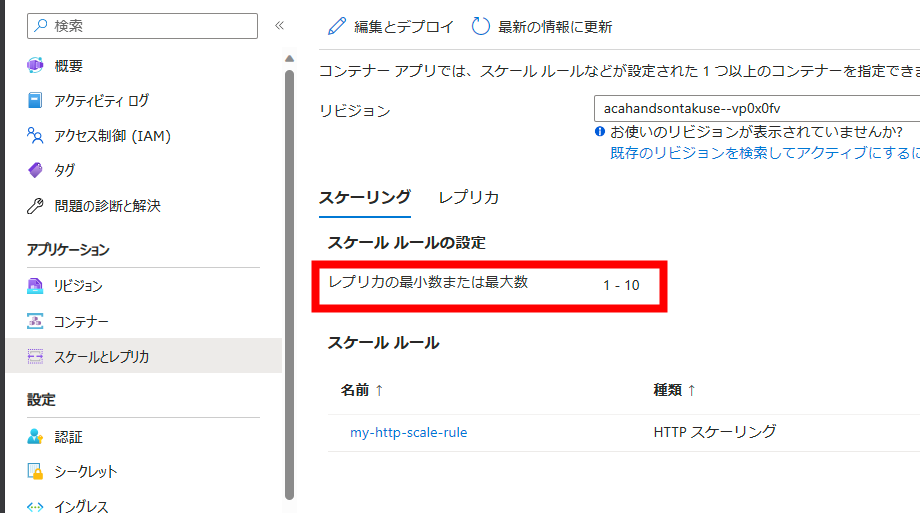 検索
«
概要
アクティビティ ログ
アクセス制御 (IAM)
タグ
問題の診断と解決
アプリケーション
リビジョン
コンテナー
スケールとレプリカ
設定
認証
シークレット
イングレス
編集とデプロイ 最新の情報に更新
コンテナー アプリでは、スケール ルールなどが設定された 1 つ以上のコンテナーを指定できま
リビジョン acahandsontakuse--vp0x0fv
お使いのリビジョンが表示されていませんか?
既存のリビジョンを検索してアクティブにするに
スケーリング レプリカ
スケール ルールの設定
レプリカの最小数または最大数 1 - 10
スケール ルール
名前 ↑ 種類 ↑
my-http-scale-rule HTTP スケーリング